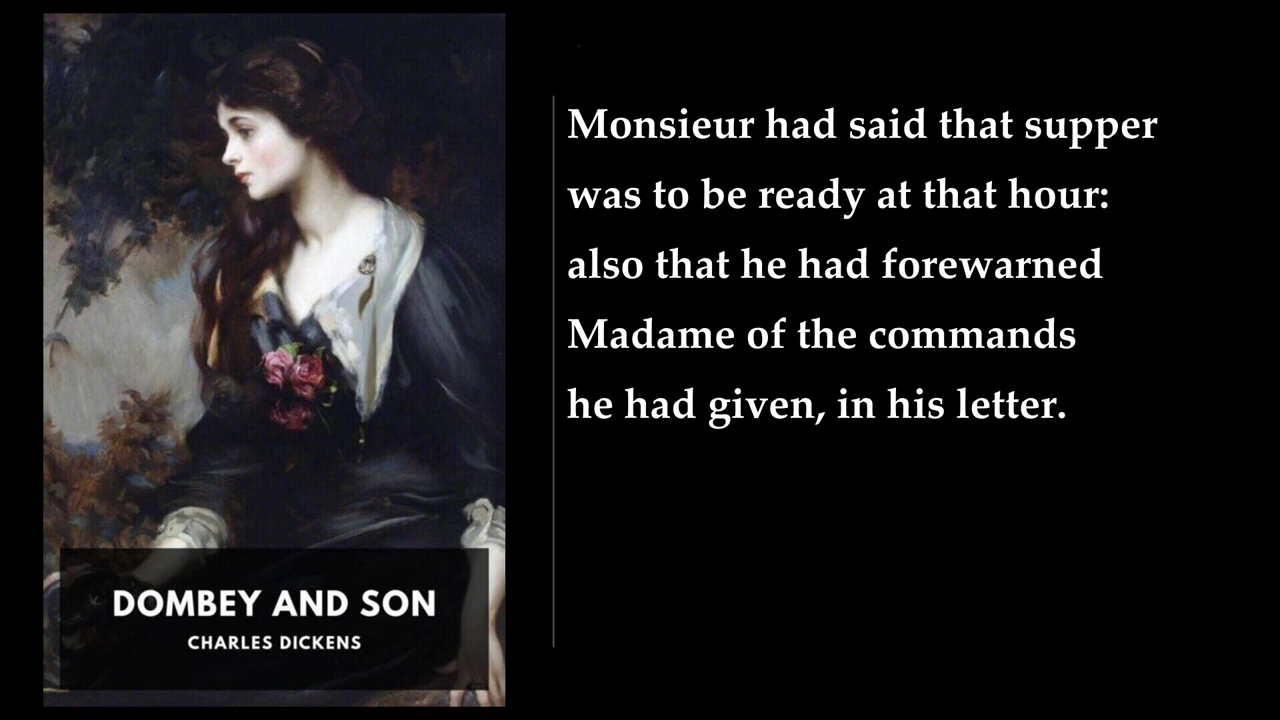 Monsieur had said that supper
was to be ready at that hour:
also that he had forewarned
Madame of the commands
he had given, in his letter.
DOMBEY AND SON
CHARLES DICKENS